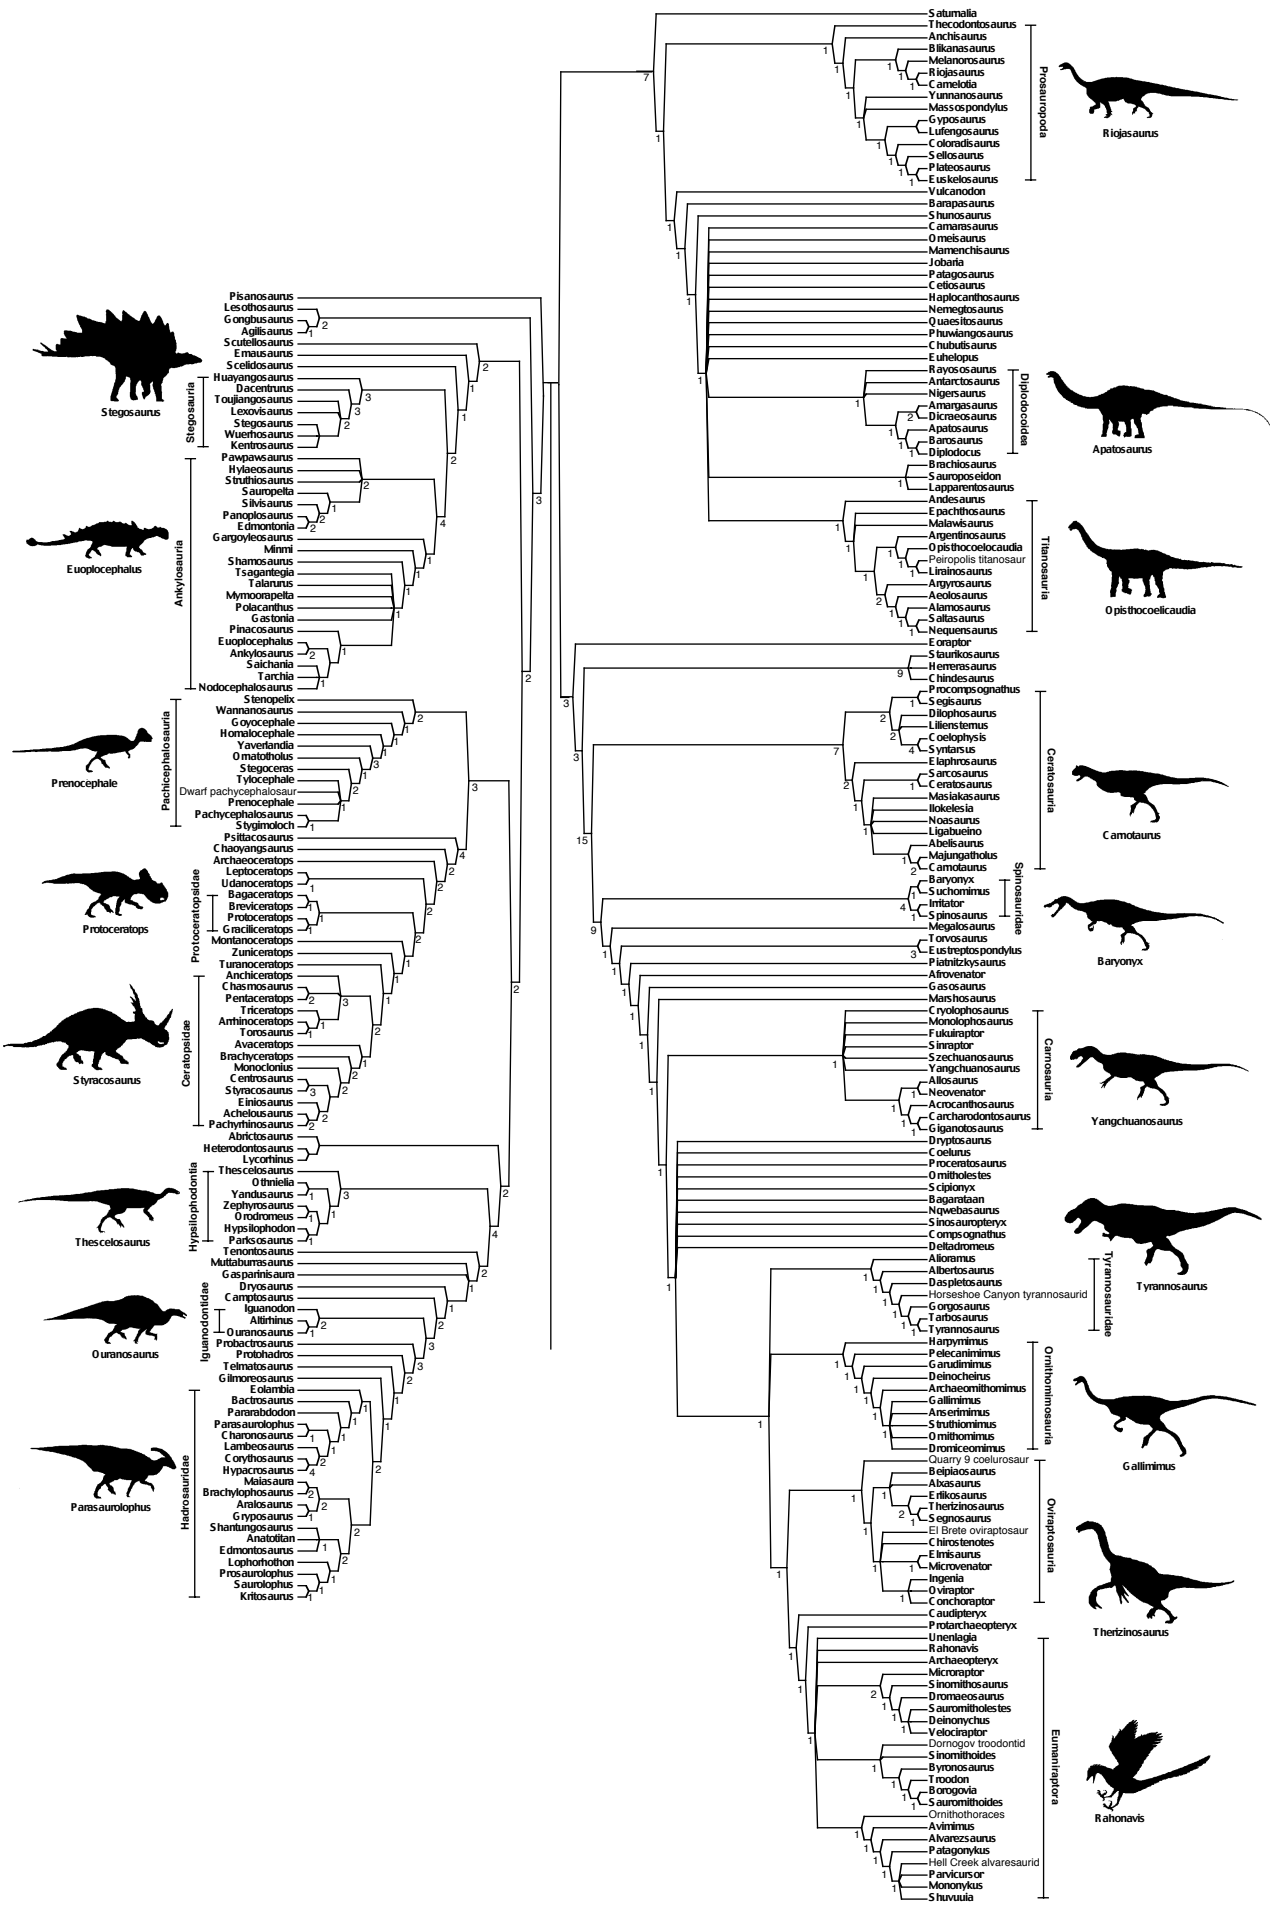 Pisanosaurus
Lesothosaurus
Gongbusaurus
Agilisaurus
Scutellosaurus
Emausaurus
Scelidosaurus
Huayangosaurus
Dacentrurus
Toujiangosaurus
Lexovisaurus
Stegosaurus
Wuerhosaurus
Kentrosaurus
Pawpawsaurus
Hylaeosaurus
Struthiosaurus
Sauropelta
Silvisaurus
Panoplosaurus
Edmontonia
Gargoyleosaurus
Minmi
Shamosaurus
Tsagantegia
Talarurus
Mymoorapelta
Polacanthus
Gastonia
Pinacosaurus
Euoplocephalus
Ankylosaurus
Saichania
Tarchia
Nodocephalosaurus
Stenopelix
Wannanosaurus
Goyocephale
Homalocephale
Yaverlandia
Ornatotholus
Stegoceras
Tylocephale
Dwarf pachycephalosaur
Prenocephale
Pachycephalosaurus
Stygimoloch
Psittacosaurus
Chaoyangsaurus
Archaeoceratops
Leptoceratops
Udanoceratops
Bagaceratops
Breviceratops
Protoceratops
Graciliceratops
Montanoceratops
Zuniceratops
Turanoceratops
Anchiceratops
Chasmosaurus
Pentaceratops
Triceratops
Arrhinoceratops
Torosaurus
Avaceratops
Brachyceratops
Monoclonius
Centrosaurus
Styracosaurus
Einiosaurus
Achelousaurus
Pachyrhinosaurus
Abrictosaurus
Heterodontosaurus
Lycorhinus
Thescelosaurus
Othnielia
Yandusaurus
Zephyrosaurus
Orodromeus
Hypsilophodon
Parksosaurus
Tenontosaurus
Muttaburrasaurus
Gasparinisaura
Dryosaurus
Camptosaurus
Iguanodon
Altirhinus
Ouranosaurus
Probactrosaurus
Protohadros
Telmatosaurus
Gilmoreosaurus
Eolambia
Bactrosaurus
Pararabdodon
Parasaurolophus
Charonosaurus
Lambeosaurus
Corythosaurus
Hypacrosaurus
Maiasaura
Brachylophosaurus
Aralosaurus
Gryposaurus
Shantungosaurus
Anatotitan
Edmontosaurus
Lophorhothon
Prosaurolophus
Saurolophus
Kritosaurus
Stegosauria
Ankylosauria
Pachicephalosauria
Protoceratopsidae
Ceratopsidae
Hypsilophodontia
Iguanodontidae
Hadrosauridae
Stegosaurus
Euoplocephalus
Prenocephale
Protoceratops
Styracosaurus
Thescelosaurus
Ouranosaurus
Parasaurolophus
Saturnalia
Thecodontosaurus
Anchisaurus
Blikanasaurus
Melanorosaurus
Riojasaurus
Camelotia
Yunnanosaurus
Massospondylus
Gyposaurus
Lufengosaurus
Coloradisaurus
Sellosaurus
Plateosaurus
Euskelosaurus
Vulcanodon
Barapasaurus
Shunosaurus
Camarasaurus
Omeisaurus
Mamenchisaurus
Jobaria
Patagosaurus
Cetiosaurus
Haplocanthosaurus
Nemegtosaurus
Quaesitosaurus
Phuwiangosaurus
Chubutisaurus
Euhelopus
Rayososaurus
Antarctosaurus
Nigersaurus
Amargasaurus
Dicraeosaurus
Apatosaurus
Barosaurus
Diplodocus
Brachiosaurus
Sauroposeidon
Lapparentosaurus
Andesaurus
Epachthosaurus
Malawisaurus
Argentinosaurus
Opisthocoelocaudia
Peiropolis titanosaur
Lirainosaurus
Argyrosaurus
Aeolosaurus
Alamosaurus
Saltasaurus
Nequensaurus
Eoraptor
Staurikosaurus
Herrerasaurus
Chindesaurus
Procompsognathus
Segisaurus
Dilophosaurus
Liliensternus
Coelophysis
Syntarsus
Elaphrosaurus
Sarcosaurus
Ceratosaurus
Masiakasaurus
Ilokelesia
Noasaurus
Ligabueino
Abelisaurus
Majungatholus
Carnotaurus
Baryonyx
Suchomimus
Irritator
Spinosaurus
Megalosaurus
Torvosaurus
Eustreptospondylus
Piatnitzkysaurus
Afrovenator
Gasosaurus
Marshosaurus
Cryolophosaurus
Monolophosaurus
Fukuiraptor
Sinraptor
Szechuanosaurus
Yangchuanosaurus
Allosaurus
Neovenator
Acrocanthosaurus
Carcharodontosaurus
Giganotosaurus
Dryptosaurus
Coelurus
Proceratosaurus
Ornitholestes
Scipionyx
Bagarataan
Nqwebasaurus
Sinosauropteryx
Compsognathus
Deltadromeus
Alioramus
Albertosaurus
Daspletosaurus
Horseshoe Canyon tyrannosaurid
Gorgosaurus
Tarbosaurus
Tyrannosaurus
Harpymimus
Pelecanimimus
Garudimimus
Deinocheirus
Archaeornithomimus
Gallimimus
Anserimimus
Struthiomimus
Ornithomimus
Dromiceomimus
Quarry 9 coelurosaur
Beipiaosaurus
Alxasaurus
Erlikosaurus
Therizinosaurus
Segnosaurus
El Brete oviraptosaur
Chirostenotes
Elmisaurus
Microvenator
Ingenia
Oviraptor
Conchoraptor
Caudipteryx
Protarchaeopteryx
Unenlagia
Rahonavis
Archaeopteryx
Microraptor
Sinornithosaurus
Dromaeosaurus
Saurornitholestes
Deinonychus
Velociraptor
Dornogov troodontid
Sinornithoides
Byronosaurus
Troodon
Borogovia
Saurornithoides
Ornithothoraces
Avimimus
Alvarezsaurus
Patagonykus
Hell Creek alvaresaurid
Parvicursor
Mononykus
Shuvuuia
Prosauropoda
Diplodocoidea
Titanosauria
Ceratosauria
Spinosauridae
Carnosauria
Tyrannosauridae
Ornithomimosauria
Oviraptosauria
Eumaniraptora
Riojasaurus
Apatosaurus
Opisthocoelicaudia
Carnotaurus
Baryonyx
Yangchuanosaurus
Tyrannosaurus
Gallimimus
Therizinosaurus
Rahonavis